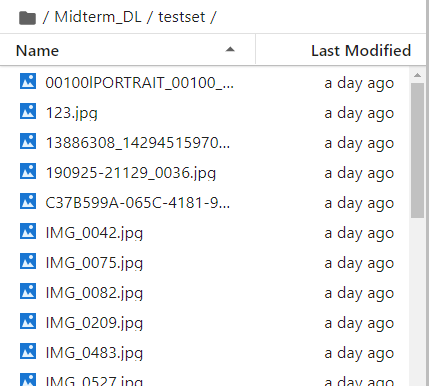 / Midterm_DL / testset /
Name Last Modified
00100lPORTRAIT_00100_... a day ago
123.jpg a day ago
13886308_14294515970... a day ago
190925-21129_0036.jpg a day ago
C37B599A-065C-4181-9... a day ago
IMG_0042.jpg a day ago
IMG_0075.jpg a day ago
IMG_0082.jpg a day ago
IMG_0209.jpg a day ago
IMG_0483.jpg a day ago
IMG_0527.jpg a day ago